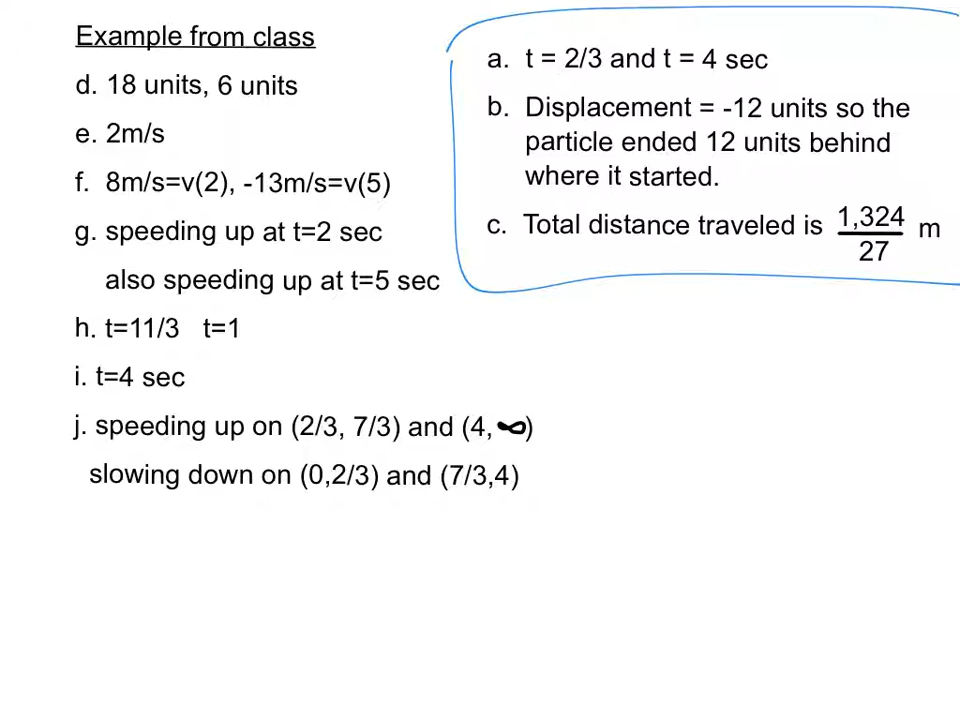 Example from class
d. 18 units, 6 units
e. 2m/s
f. 8m/s=v(2), -13m/s=v(5)
g. speeding up at t=2 sec
also speeding up at t=5 sec
h. t=11/3 t=1
i. t=4 sec
j. speeding up on (2/3, 7/3) and (4,∞)
slowing down on (0,2/3) and (7/3,4)
a. t = 2/3 and t = 4 sec
b. Displacement = -12 units so the
particle ended 12 units behind
where it started.
c. Total distance traveled is 1,324/27 m